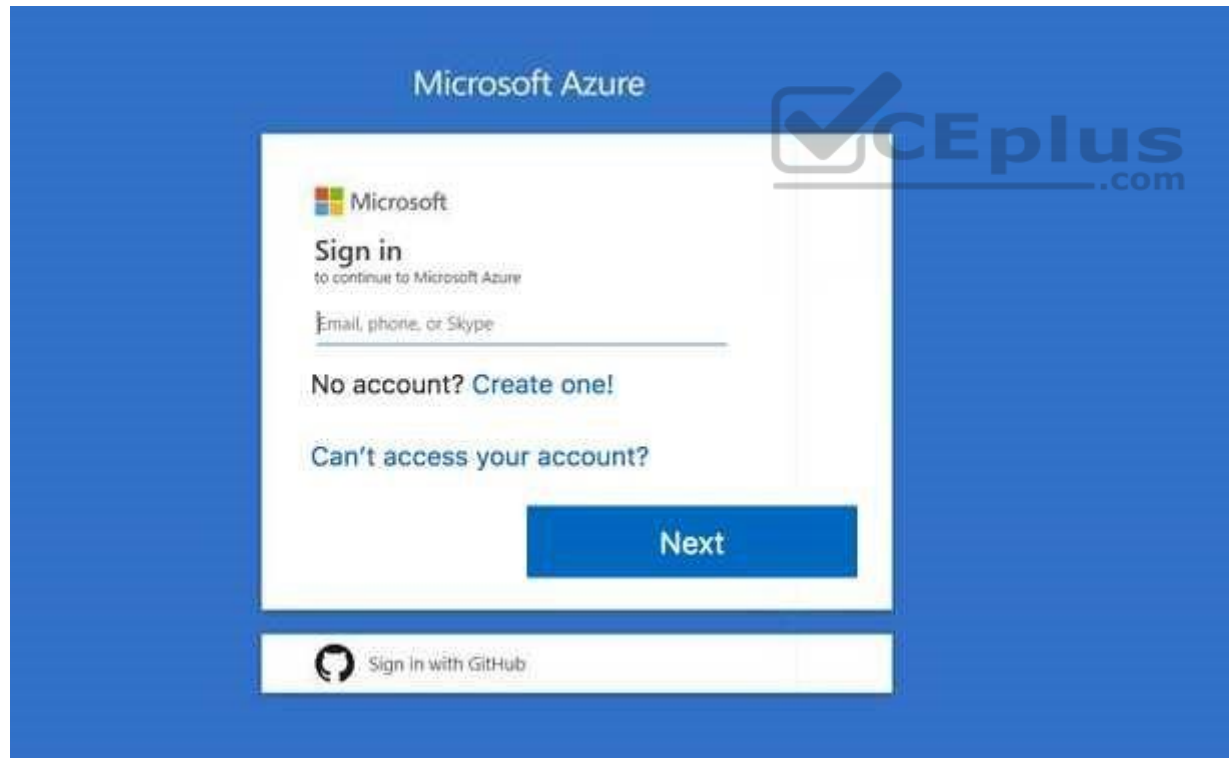 Microsoft Azure
VCEplus
.com
Microsoft
Sign in
to continue to Microsoft Azure
Email, phone, or Skype
No account? Create one!
Can't access your account?
Next
Sign in with GitHub